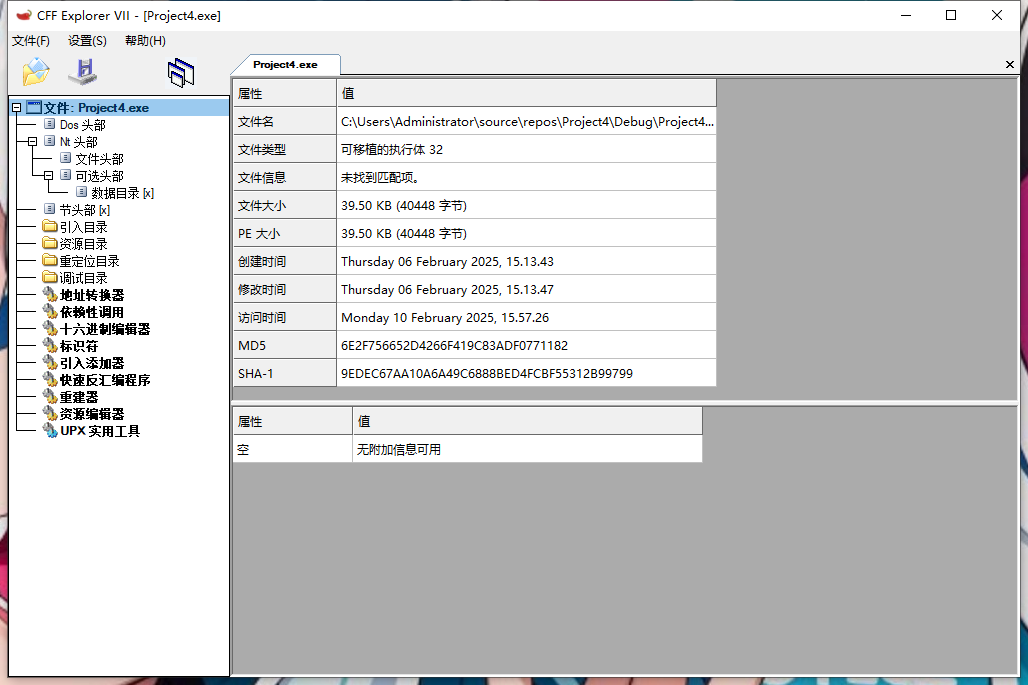 CFF Explorer VII - [Project4.exe]
文件(F) 设置(S) 帮助(H)
Project4.exe
文件: Project4.exe
Dos 头部
Nt 头部
文件头部
可选头部
数据目录 [x]
节头部 [x]
引入目录
资源目录
重定位目录
调试目录
地址转换器
依赖性调用
十六进制编辑器
标识符
引入添加器
快速反汇编程序
重建器
资源编辑器
UPX 实用工具
属性 值
文件名 C:\Users\Administrator\source\repos\Project4\Debug\Project4...
文件类型 可移植的执行体 32
文件信息 未找到匹配项。
文件大小 39.50 KB (40448 字节)
PE 大小 39.50 KB (40448 字节)
创建时间 Thursday 06 February 2025, 15.13.43
修改时间 Thursday 06 February 2025, 15.13.47
访问时间 Monday 10 February 2025, 15.57.26
MD5 6E2F756652D4266F419C83ADF0771182
SHA-1 9EDEC67AA10A6A49C6888BED4FCBF55312B99799
属性 值
空 无附加信息可用